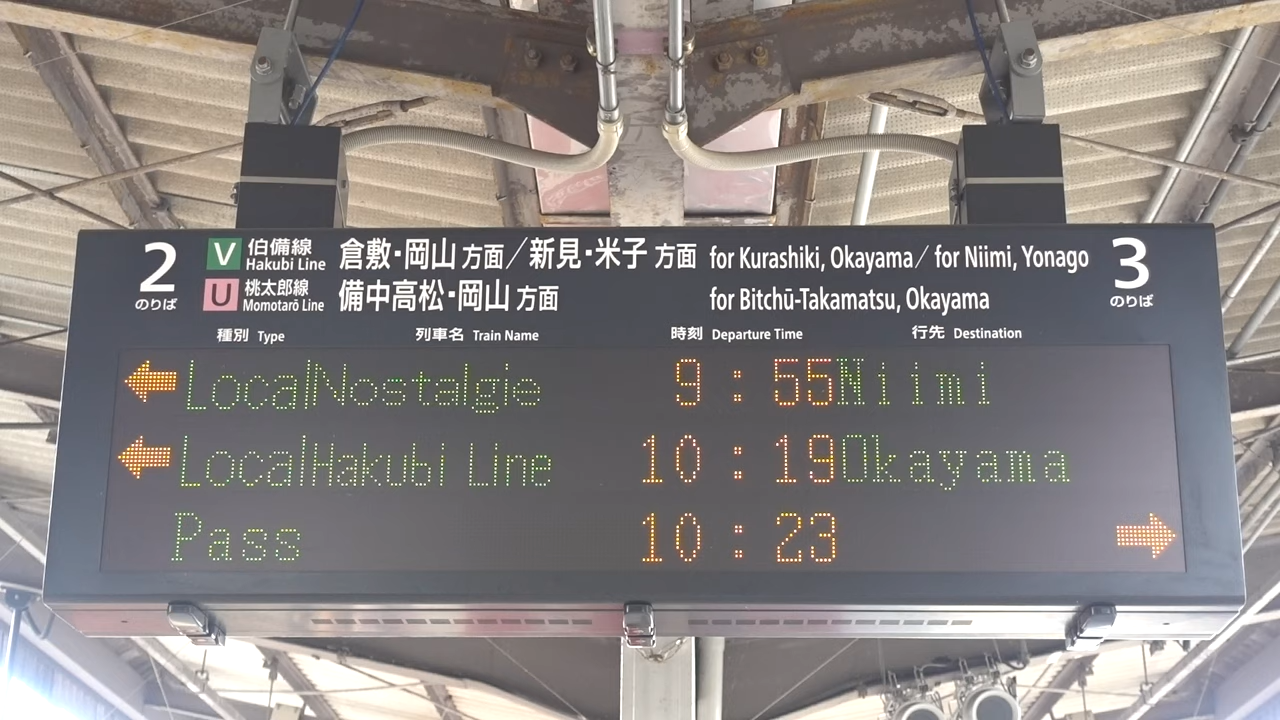 2 のりば
V 伯備線 Hakubi Line 倉敷・岡山 方面／新見・米子 方面 for Kurashiki, Okayama／for Niimi, Yonago
U 桃太郎線 Momotarō Line 備中高松・岡山 方面 for Bitchū-Takamatsu, Okayama
3 のりば
種別 Type 列車名 Train Name 時刻 Departure Time 行先 Destination
← Local Nostalgie 9:55 Niimi
← Local Hakubi Line 10:19 Okayama
Pass 10:23 →